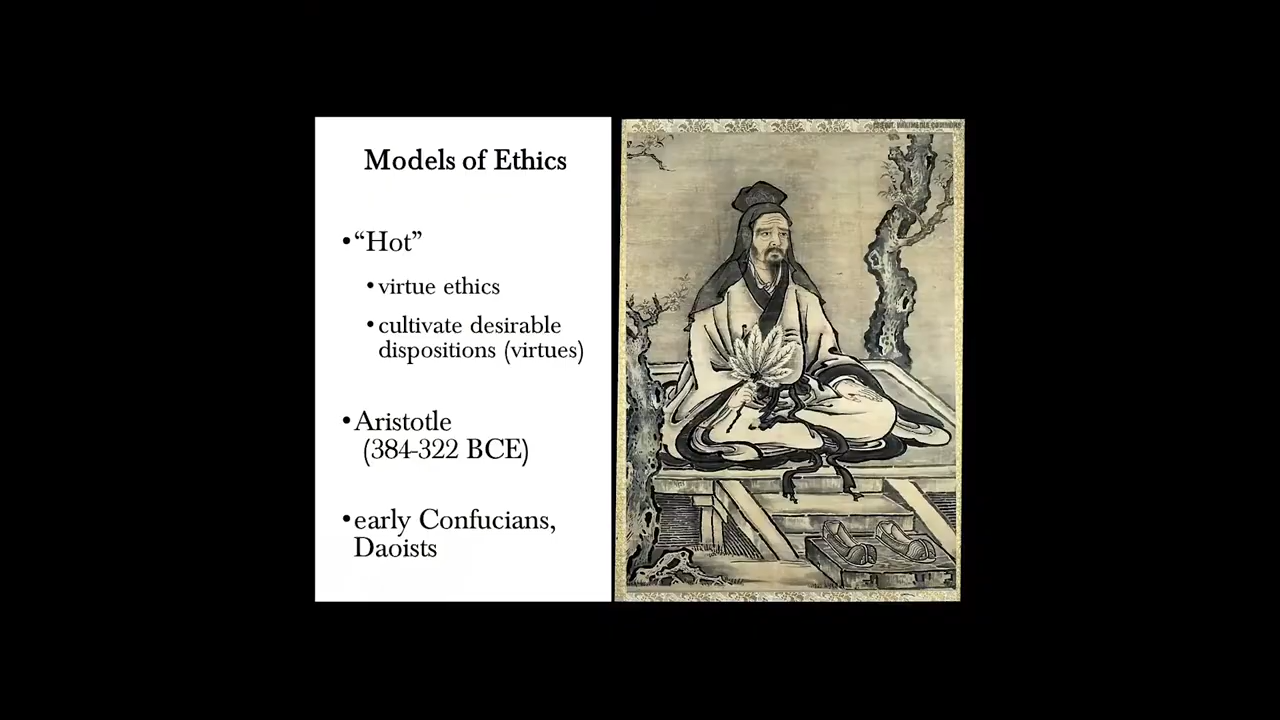 Models of Ethics
•“Hot”
•virtue ethics
•cultivate desirable
dispositions (virtues)
•Aristotle
(384-322 BCE)
•early Confucians,
Daoists